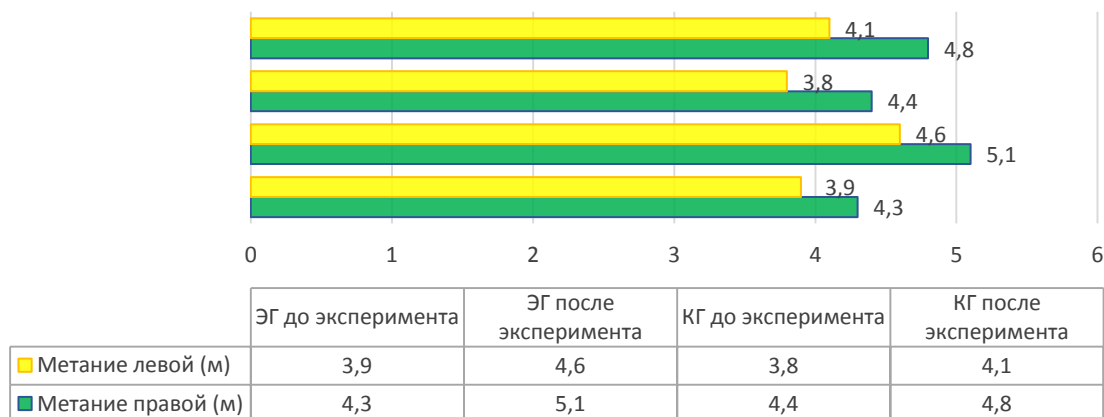 4,1
4,8
3,8
4,4
4,6
5,1
3,9
4,3
0 1 2 3 4 5 6
ЭГ до эксперимента ЭГ после эксперимента КГ до эксперимента КГ после эксперимента
Метание левой (м) 3,9 4,6 3,8 4,1
Метание правой (м) 4,3 5,1 4,4 4,8